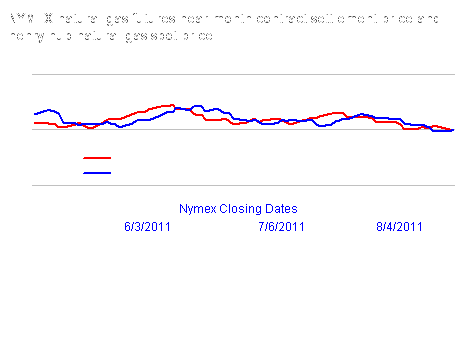 NYMEX natural gas futures near-month contract settlement price and
henry hub natural gas spot price
Nymex Closing Dates
6/3/2011 7/6/2011 8/4/2011